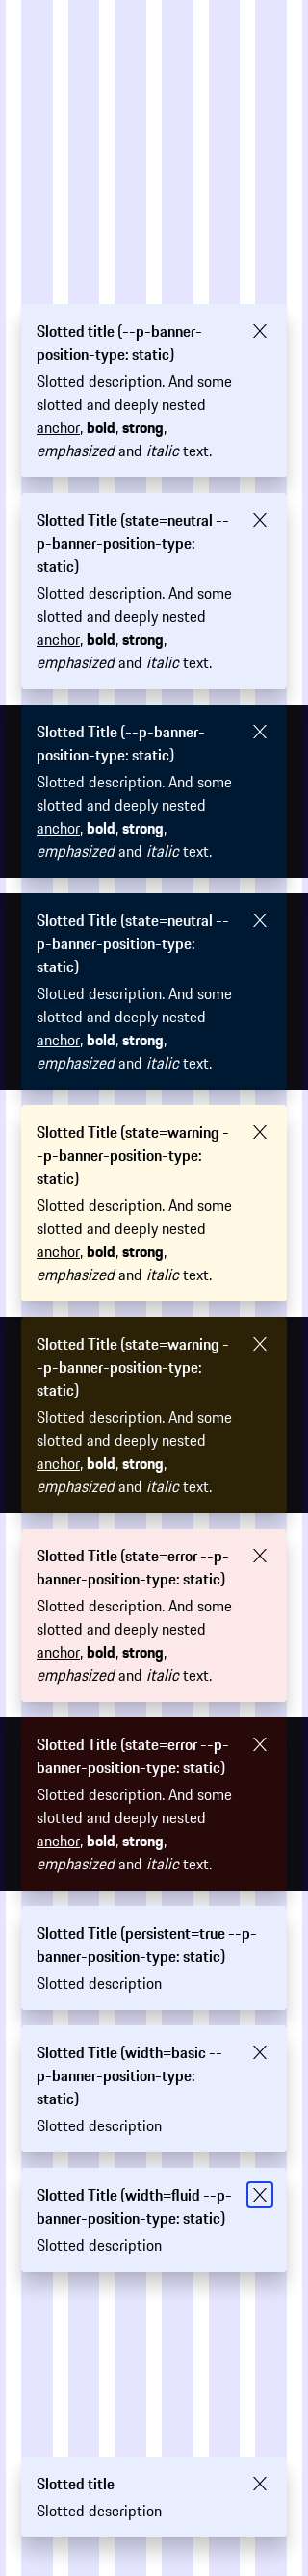 Slotted title (--p-banner-
position-type: static)
Slotted description. And some
slotted and deeply nested
anchor, bold, strong,
emphasized and italic text.
Slotted Title (state=neutral --
p-banner-position-type:
static)
Slotted description. And some
slotted and deeply nested
anchor, bold, strong,
emphasized and italic text.
Slotted Title (--p-banner-
position-type: static)
Slotted description. And some
slotted and deeply nested
anchor, bold, strong,
emphasized and italic text.
Slotted Title (state=neutral --
p-banner-position-type:
static)
Slotted description. And some
slotted and deeply nested
anchor, bold, strong,
emphasized and italic text.
Slotted Title (state=warning -
-p-banner-position-type:
static)
Slotted description. And some
slotted and deeply nested
anchor, bold, strong,
emphasized and italic text.
Slotted Title (state=warning -
-p-banner-position-type:
static)
Slotted description. And some
slotted and deeply nested
anchor, bold, strong,
emphasized and italic text.
Slotted Title (state=error --p-
banner-position-type: static)
Slotted description. And some
slotted and deeply nested
anchor, bold, strong,
emphasized and italic text.
Slotted Title (state=error --p-
banner-position-type: static)
Slotted description. And some
slotted and deeply nested
anchor, bold, strong,
emphasized and italic text.
Slotted Title (persistent=true --p-
banner-position-type: static)
Slotted description
Slotted Title (width=basic --
p-banner-position-type:
static)
Slotted description
Slotted Title (width=fluid --p-
banner-position-type: static)
Slotted description
Slotted title
Slotted description